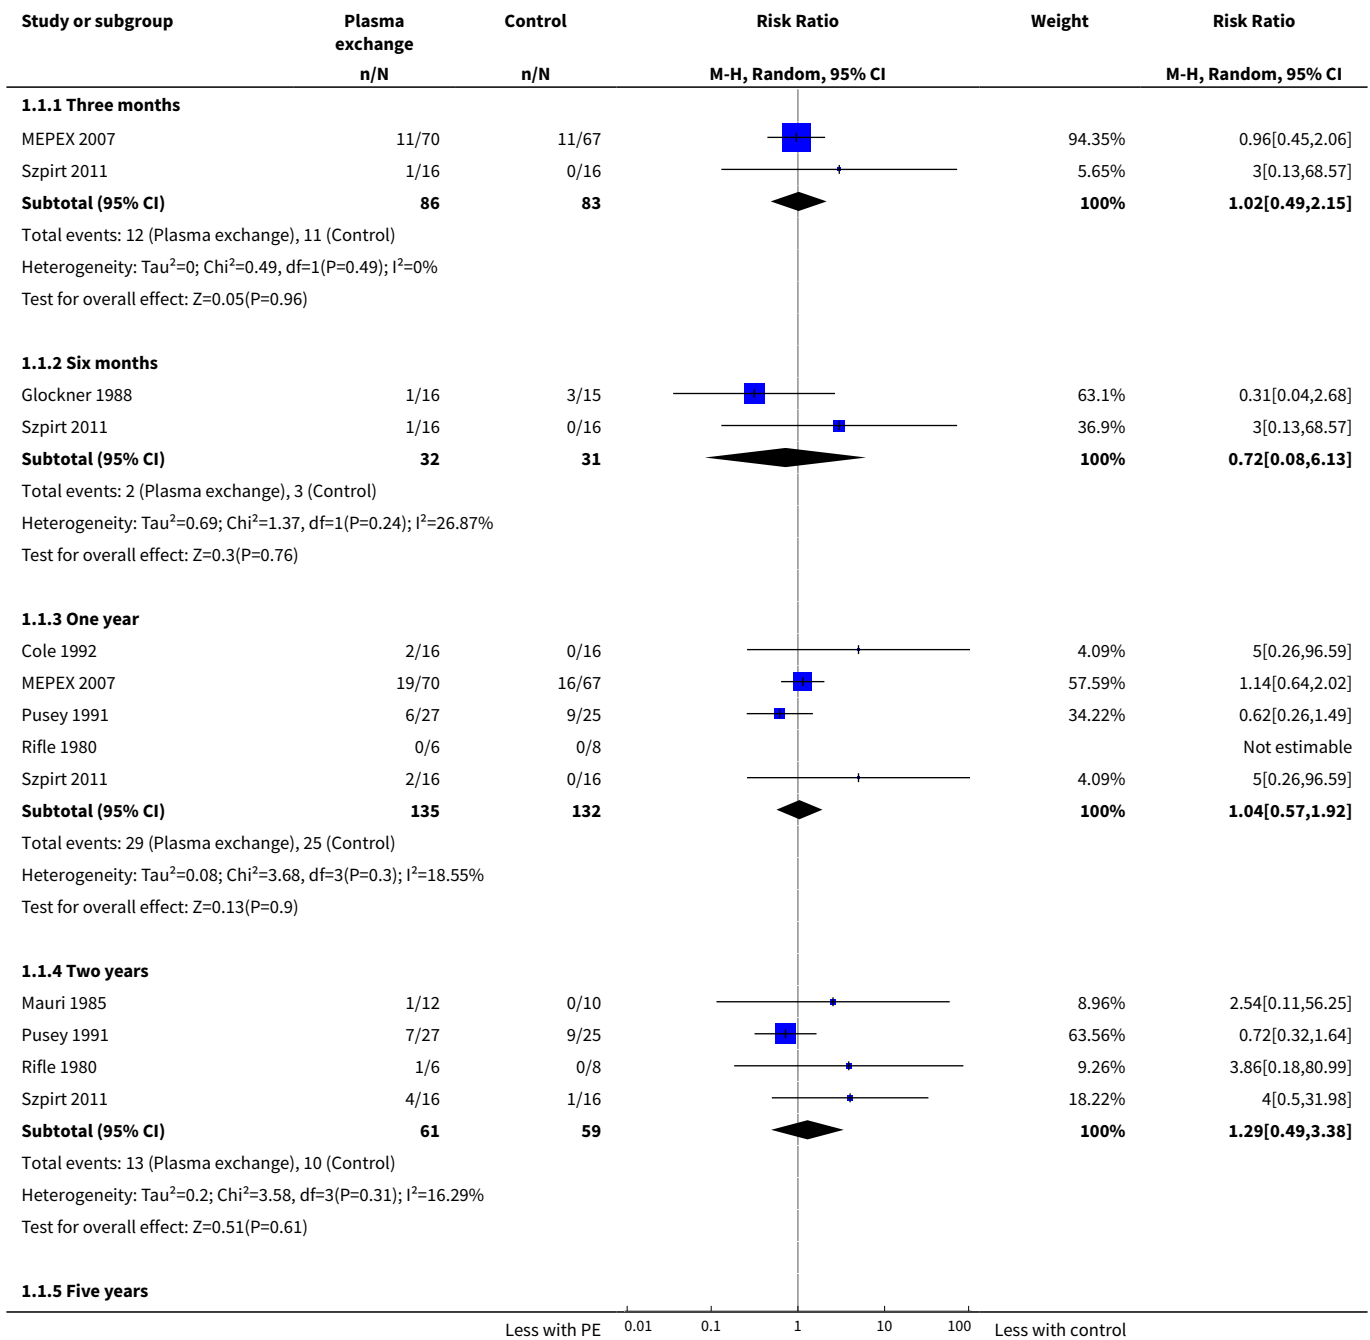 Study or subgroup Plasma exchange Control Risk Ratio Weight Risk Ratio
n/N n/N M-H, Random, 95% CI M-H, Random, 95% CI
1.1.1 Three months
MEPEX 2007 11/70 11/67 94.35% 0.96[0.45,2.06]
Szpirt 2011 1/16 0/16 5.65% 3[0.13,68.57]
Subtotal (95% CI) 86 83 100% 1.02[0.49,2.15]
Total events: 12 (Plasma exchange), 11 (Control)
Heterogeneity: Tau²=0; Chi²=0.49, df=1(P=0.49); I²=0%
Test for overall effect: Z=0.05(P=0.96)
1.1.2 Six months
Glockner 1988 1/16 3/15 63.1% 0.31[0.04,2.68]
Szpirt 2011 1/16 0/16 36.9% 3[0.13,68.57]
Subtotal (95% CI) 32 31 100% 0.72[0.08,6.13]
Total events: 2 (Plasma exchange), 3 (Control)
Heterogeneity: Tau²=0.69; Chi²=1.37, df=1(P=0.24); I²=26.87%
Test for overall effect: Z=0.3(P=0.76)
1.1.3 One year
Cole 1992 2/16 0/16 4.09% 5[0.26,96.59]
MEPEX 2007 19/70 16/67 57.59% 1.14[0.64,2.02]
Pusey 1991 6/27 9/25 34.22% 0.62[0.26,1.49]
Rifle 1980 0/6 0/8 Not estimable
Szpirt 2011 2/16 0/16 4.09% 5[0.26,96.59]
Subtotal (95% CI) 135 132 100% 1.04[0.57,1.92]
Total events: 29 (Plasma exchange), 25 (Control)
Heterogeneity: Tau²=0.08; Chi²=3.68, df=3(P=0.3); I²=18.55%
Test for overall effect: Z=0.13(P=0.9)
1.1.4 Two years
Mauri 1985 1/12 0/10 8.96% 2.54[0.11,56.25]
Pusey 1991 7/27 9/25 63.56% 0.72[0.32,1.64]
Rifle 1980 1/6 0/8 9.26% 3.86[0.18,80.99]
Szpirt 2011 4/16 1/16 18.22% 4[0.5,31.98]
Subtotal (95% CI) 61 59 100% 1.29[0.49,3.38]
Total events: 13 (Plasma exchange), 10 (Control)
Heterogeneity: Tau²=0.2; Chi²=3.58, df=3(P=0.31); I²=16.29%
Test for overall effect: Z=0.51(P=0.61)
1.1.5 Five years
Less with PE 0.01 0.1 1 10 100 Less with control